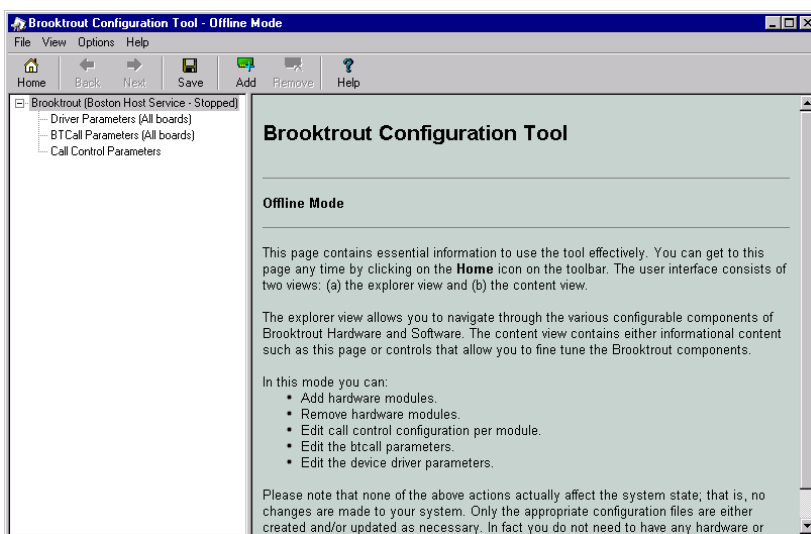 Brooktrout Configuration Tool - Offline Mode
File View Options Help
Home Back Next Save Add Remove Help
Brooktrout (Boston Host Service - Stopped)
Driver Parameters (All boards)
BTCall Parameters (All boards)
Call Control Parameters
Brooktrout Configuration Tool
Offline Mode
This page contains essential information to use the tool effectively. You can get to this
page any time by clicking on the Home icon on the toolbar. The user interface consists of
two views: (a) the explorer view and (b) the content view.
The explorer view allows you to navigate through the various configurable components of
Brooktrout Hardware and Software. The content view contains either informational content
such as this page or controls that allow you to fine tune the Brooktrout components.
In this mode you can:
• Add hardware modules.
• Remove hardware modules.
• Edit call control configuration per module.
• Edit the btcall parameters.
• Edit the device driver parameters.
Please note that none of the above actions actually affect the system state; that is, no
changes are made to your system. Only the appropriate configuration files are either
created and/or updated as necessary. In fact you do not need to have any hardware or